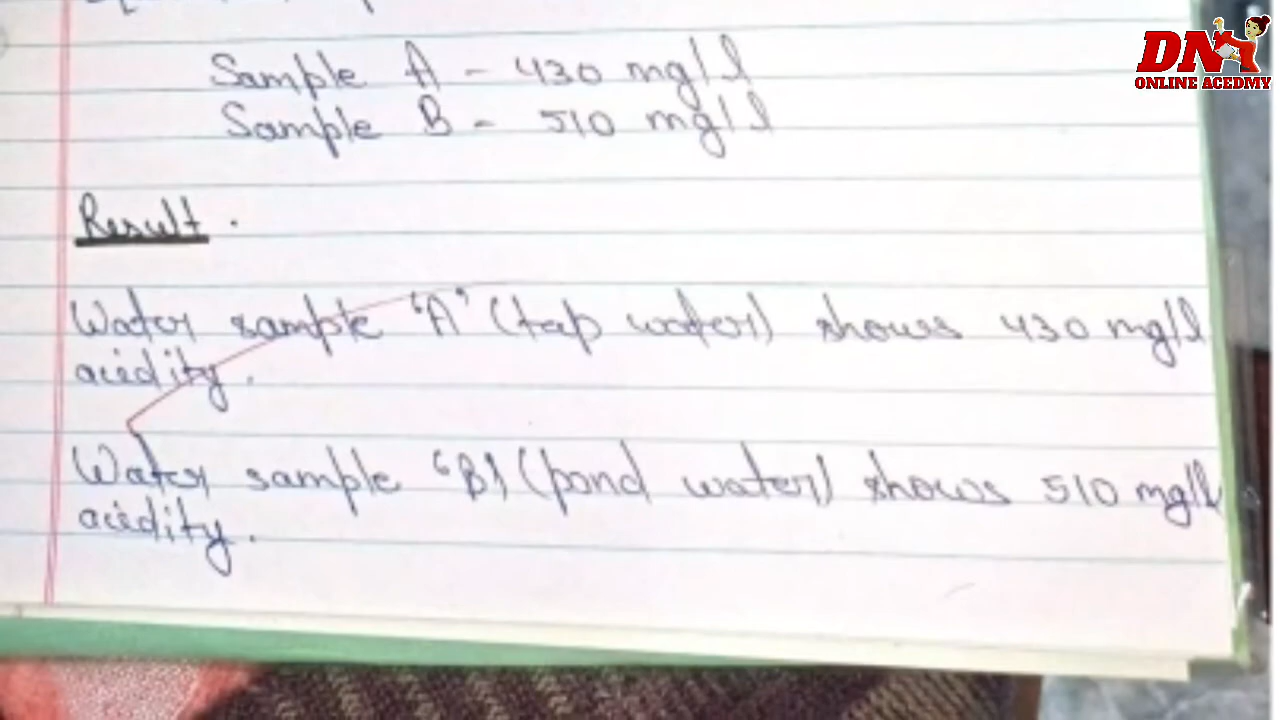 Sample A - 430 mg/l
Sample B - 510 mg/l
Result.
Water sample 'A' (tap water) shows 430 mg/l
acidity.
Water sample 'B' (pond water) shows 510 mg/l
acidity.
DNA
ONLINE ACEDMY